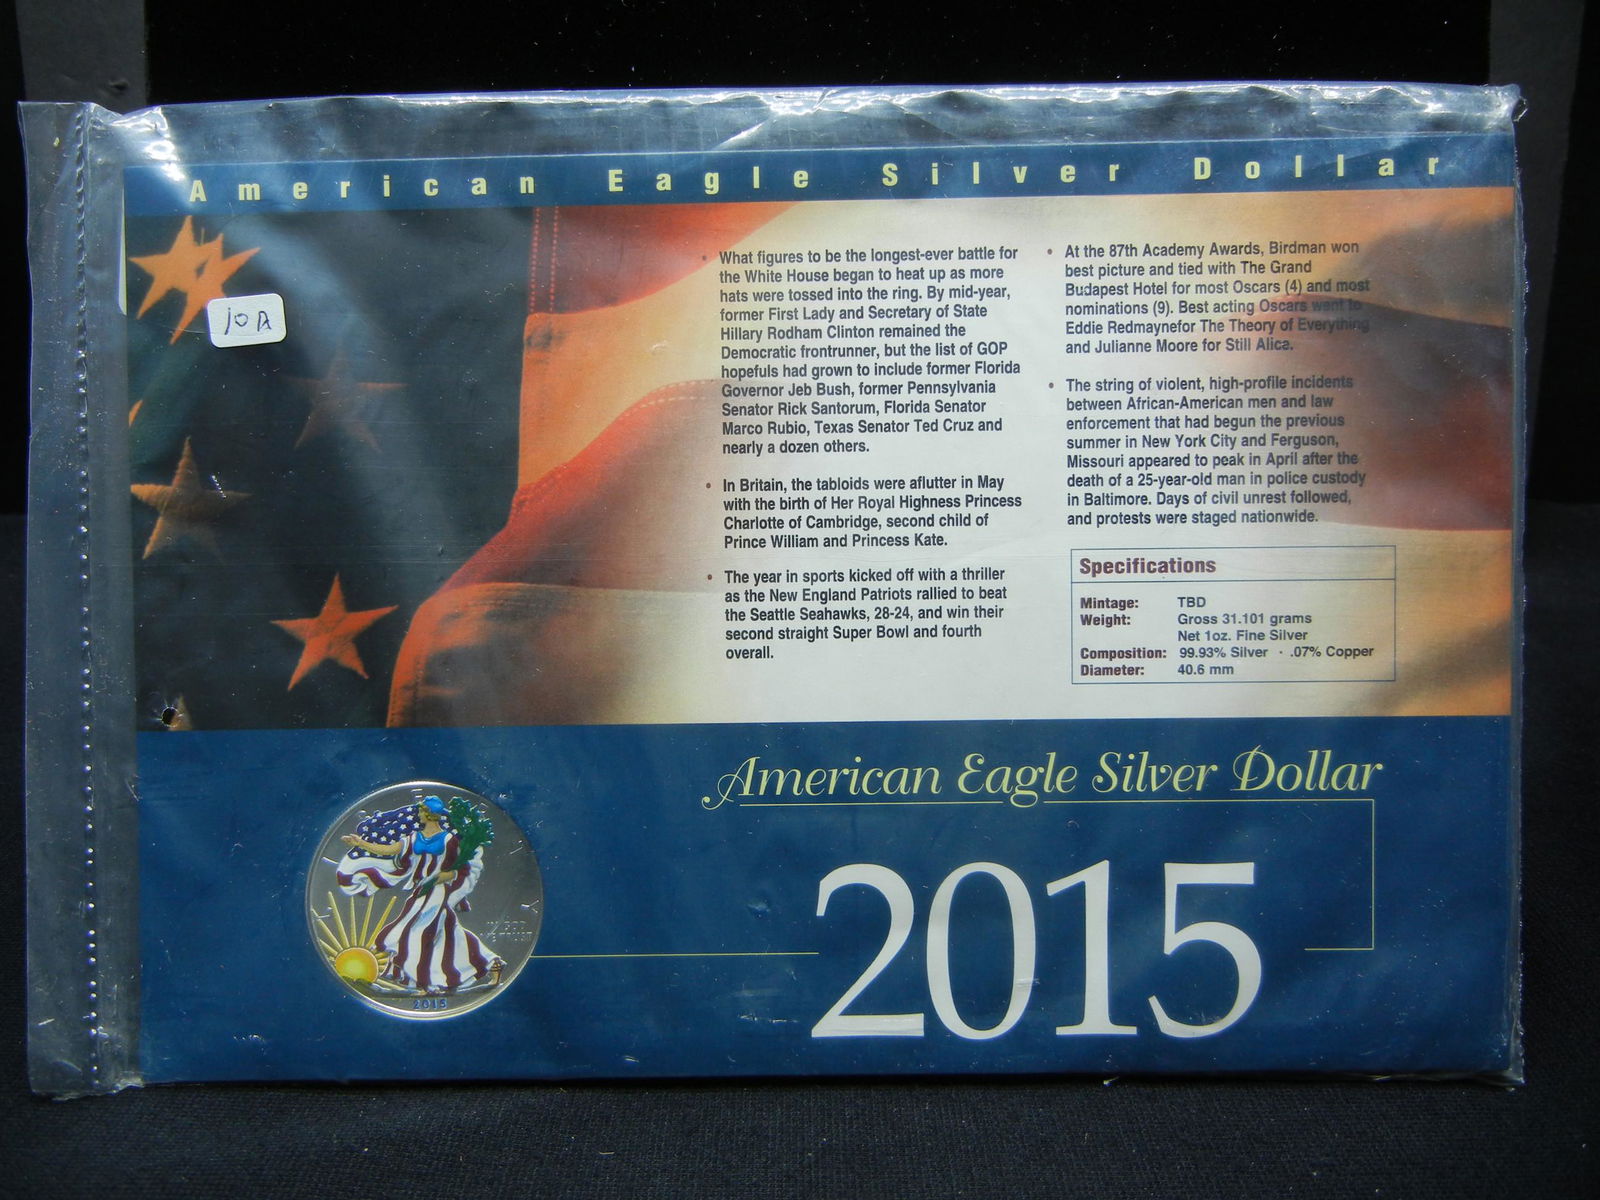 American Eagle Silver Dollar
10A
• What figures to be the longest-ever battle for
the White House began to heat up as more
hats were tossed into the ring. By mid-year,
former First Lady and Secretary of State
Hillary Rodham Clinton remained the
Democratic frontrunner, but the list of GOP
hopefuls had grown to include former Florida
Governor Jeb Bush, former Pennsylvania
Senator Rick Santorum, Florida Senator
Marco Rubio, Texas Senator Ted Cruz and
nearly a dozen others.
• In Britain, the tabloids were aflutter in May
with the birth of Her Royal Highness Princess
Charlotte of Cambridge, second child of
Prince William and Princess Kate.
• The year in sports kicked off with a thriller
as the New England Patriots rallied to beat
the Seattle Seahawks, 28-24, and win their
second straight Super Bowl and fourth
overall.
• At the 87th Academy Awards, Birdman won
best picture and tied with The Grand
Budapest Hotel for most Oscars (4) and most
nominations (9). Best acting Oscars went to
Eddie Redmaynefor The Theory of Everything
and Julianne Moore for Still Alica.
• The string of violent, high-profile incidents
between African-American men and law
enforcement that had begun the previous
summer in New York City and Ferguson,
Missouri appeared to peak in April after the
death of a 25-year-old man in police custody
in Baltimore. Days of civil unrest followed,
and protests were staged nationwide.
Specifications
Mintage: TBD
Weight: Gross 31.101 grams
Net 1oz. Fine Silver
Composition: 99.93% Silver · .07% Copper
Diameter: 40.6 mm
American Eagle Silver Dollar
2015
LIBERTY
2015